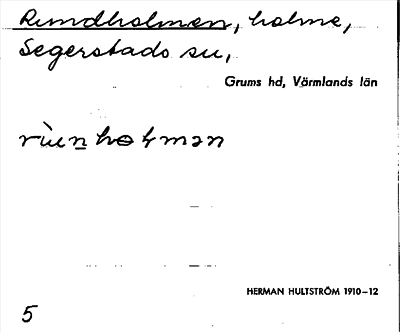 Rundholmen, holme,
Segerstads sn,
Grums hd, Värmlands län
HERMAN HULTSTRÖM 1910–12
5